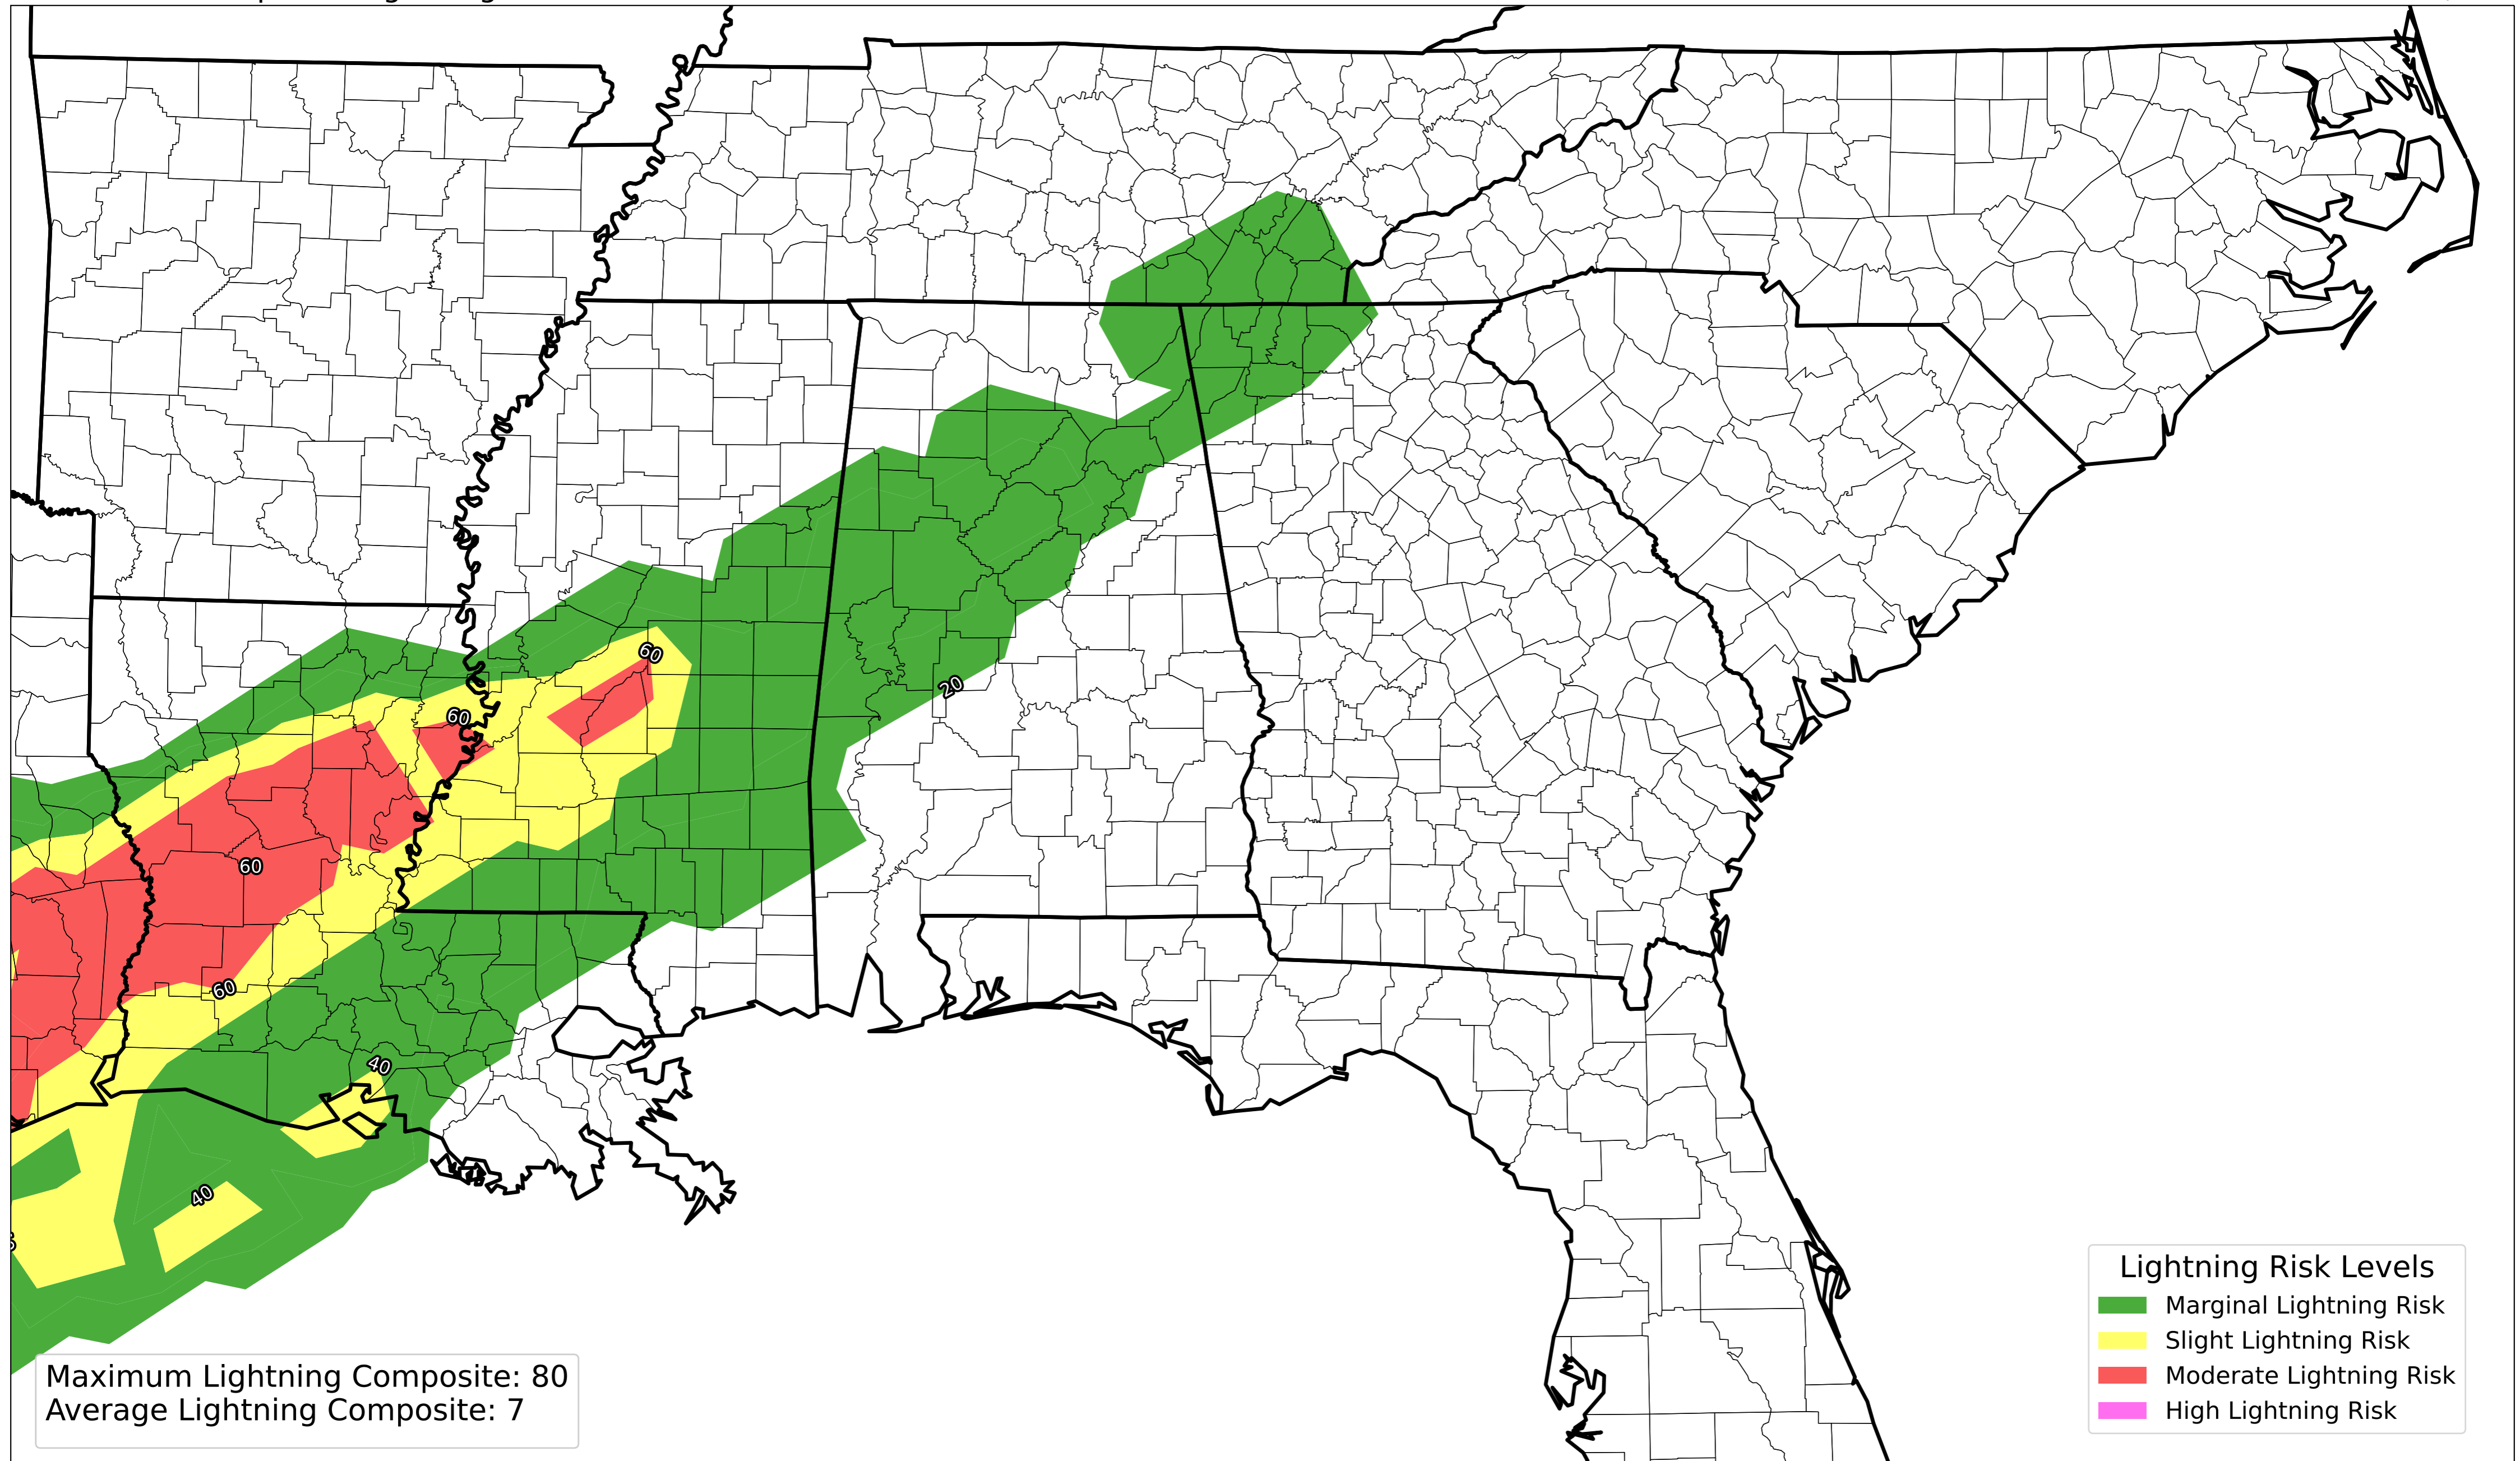 60
60
20
60
60
40
40
Lightning Risk Levels
Marginal Lightning Risk
Slight Lightning Risk
Moderate Lightning Risk
High Lightning Risk
Maximum Lightning Composite: 80
Average Lightning Composite: 7